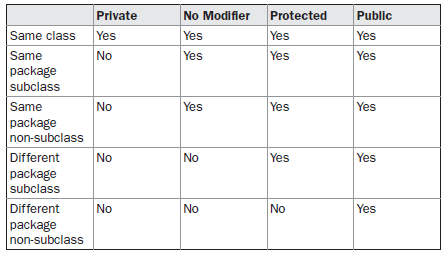 Private No Modifier Protected Public
Same class Yes Yes Yes Yes
Same No Yes Yes Yes
package
subclass
Same No Yes Yes Yes
package
non-subclass
Different No No Yes Yes
package
subclass
Different No No No Yes
package
non-subclass